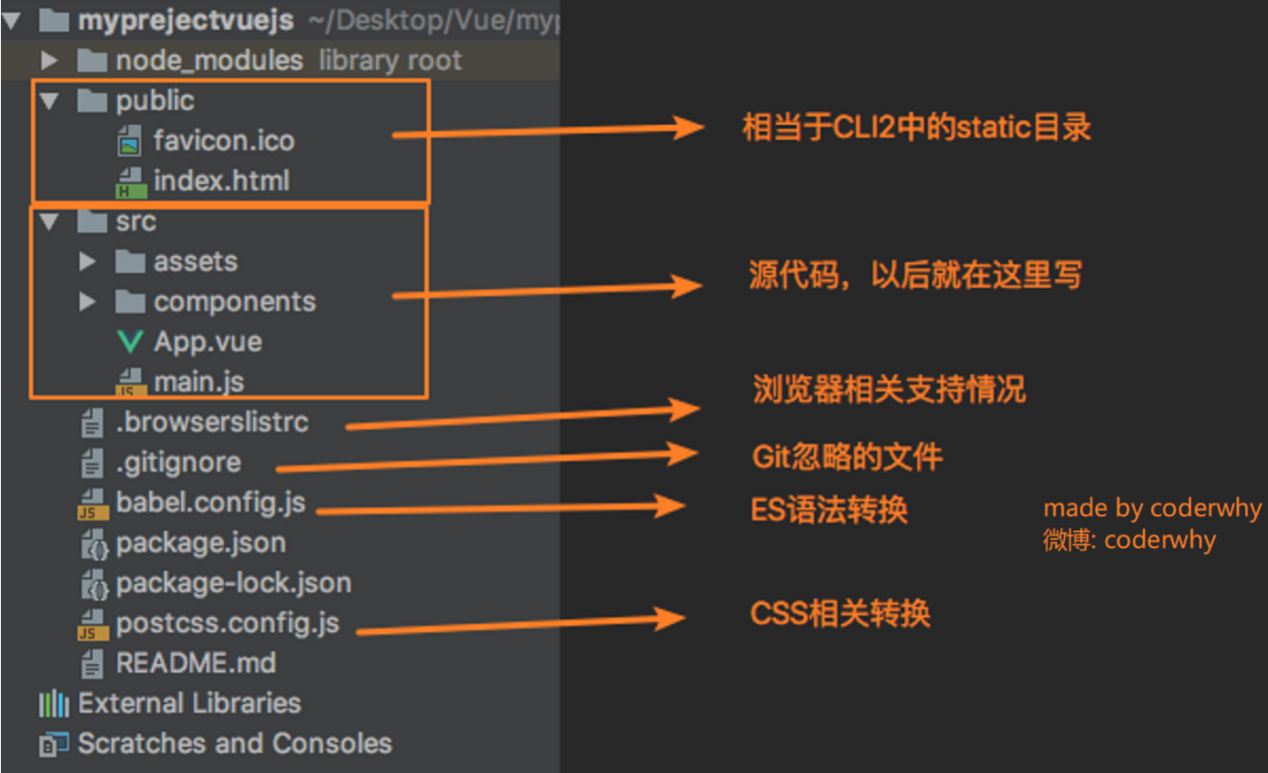 myprejectvuejs ~/Desktop/Vue/myp
node_modules library root
public
favicon.ico
相当于CLI2中的static目录
index.html
src
assets
源代码，以后就在这里写
components
App.vue
main.js
浏览器相关支持情况
.browserslistrc
.gitignore
Git忽略的文件
babel.config.js
ES语法转换
made by coderwhy
微博: coderwhy
package.json
package-lock.json
postcss.config.js
CSS相关转换
README.md
External Libraries
Scratches and Consoles